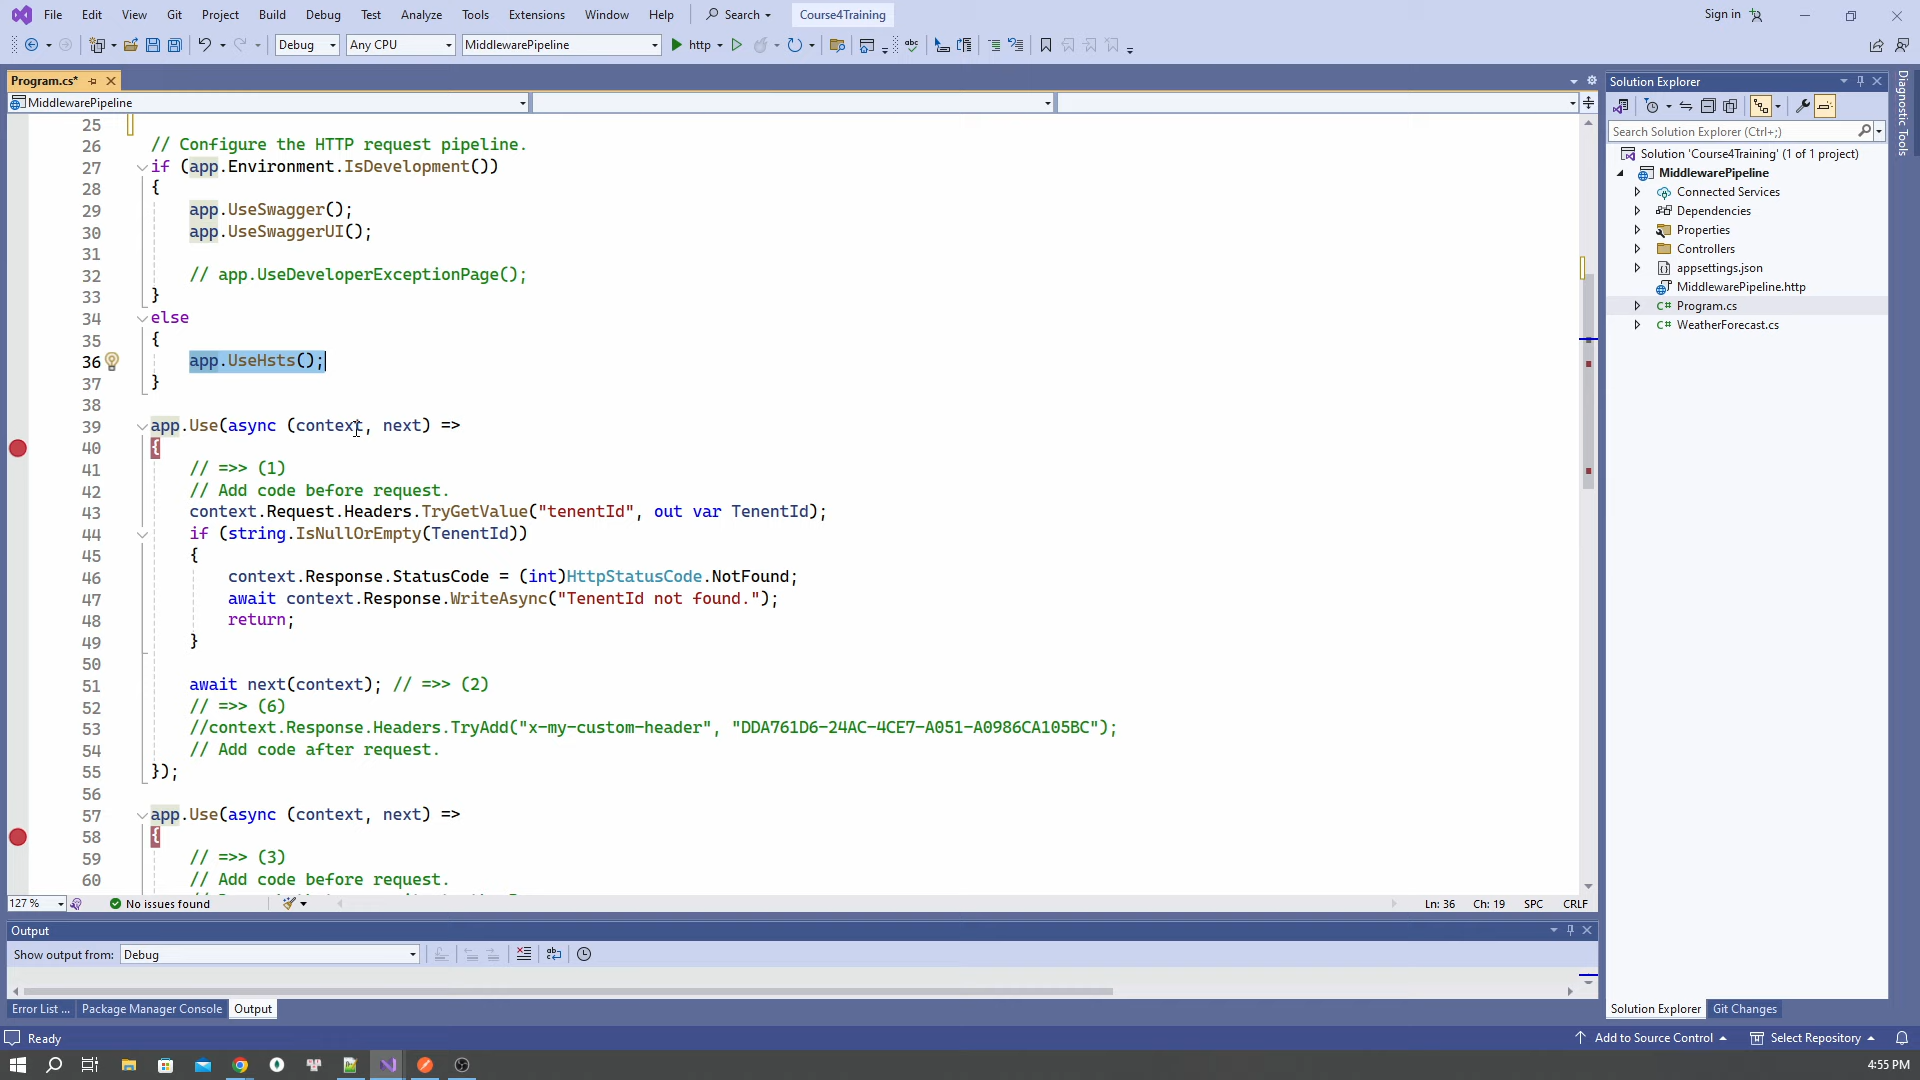 File Edit View Git Project Build Debug Test Analyze Tools Extensions Window Help Search Course4Training Sign in
Debug Any CPU MiddlewarePipeline http
Program.cs*
MiddlewarePipeline
25
26 // Configure the HTTP request pipeline.
27 if (app.Environment.IsDevelopment())
28 {
29 app.UseSwagger();
30 app.UseSwaggerUI();
31
32 // app.UseDeveloperExceptionPage();
33 }
34 else
35 {
36 app.UseHsts();
37 }
38
39 app.Use(async (context, next) =>
40 {
41 // =>> (1)
42 // Add code before request.
43 context.Request.Headers.TryGetValue("tenentId", out var TenentId);
44 if (string.IsNullOrEmpty(TenentId))
45 {
46 context.Response.StatusCode = (int)HttpStatusCode.NotFound;
47 await context.Response.WriteAsync("TenentId not found.");
48 return;
49 }
50
51 await next(context); // =>> (2)
52 // =>> (6)
53 //context.Response.Headers.TryAdd("x-my-custom-header", "DDA761D6-24AC-4CE7-A051-A0986CA105BC");
54 // Add code after request.
55 });
56
57 app.Use(async (context, next) =>
58 {
59 // =>> (3)
60 // Add code before request.
127 % No issues found Ln: 36 Ch: 19 SPC CRLF
Output
Show output from: Debug
Error List ... Package Manager Console Output
Solution Explorer
Search Solution Explorer (Ctrl+;)
Solution 'Course4Training' (1 of 1 project)
MiddlewarePipeline
Connected Services
Dependencies
Properties
Controllers
appsettings.json
MiddlewarePipeline.http
C# Program.cs
C# WeatherForecast.cs
Solution Explorer Git Changes
Diagnostic Tools
Ready Add to Source Control Select Repository
4:55 PM